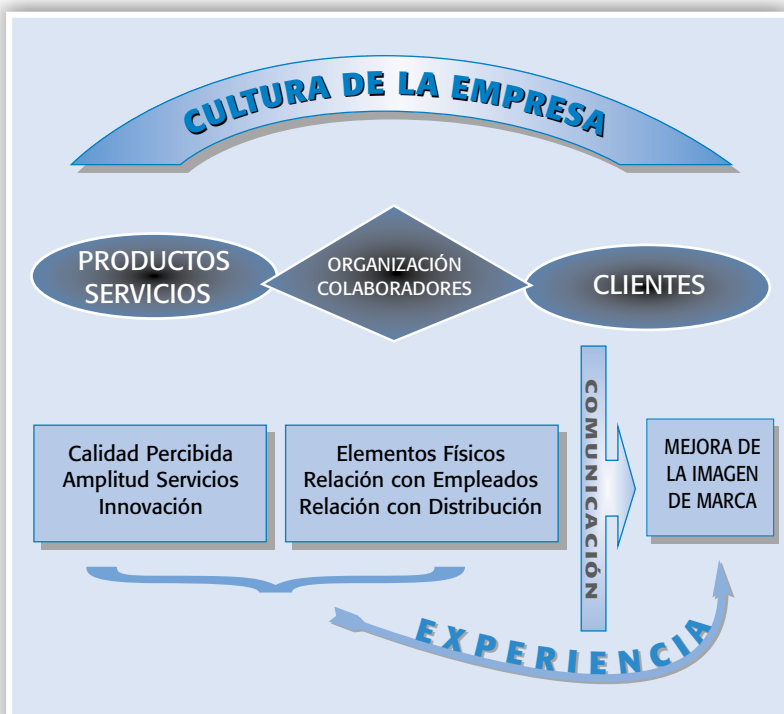 CULTURA DE LA EMPRESA
PRODUCTOS
SERVICIOS
ORGANIZACIÓN
COLABORADORES
CLIENTES
Calidad Percibida
Amplitud Servicios
Innovación
Elementos Físicos
Relación con Empleados
Relación con Distribución
COMUNICACIÓN
MEJORA DE
LA IMAGEN
DE MARCA
EXPERIENCIA